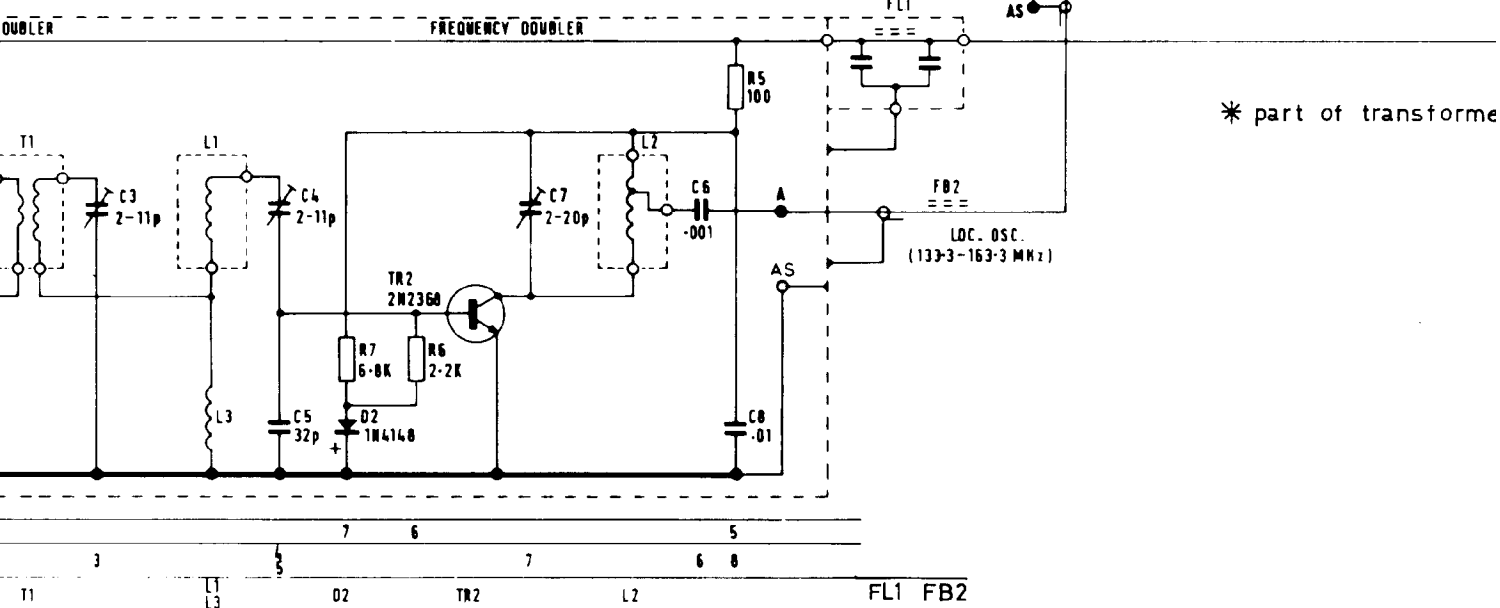 OUBLER
FREQUENCY DOUBLER
FL1
AS
R5
100
* part of transforme
T1
L1
L2
C3
2-11p
C4
2-11p
C7
2-20p
C6
.001
A
FB2
LOC. OSC.
(133.3-163.3 MHz)
AS
TR2
2N2368
R7
6.8K
R6
2.2K
L3
C5
32p
D2
1N4148
+
C8
.01
7 6 5
3 4 7 6 8
5
T1 L1 D2 TR2 L2 FL1 FB2
L3